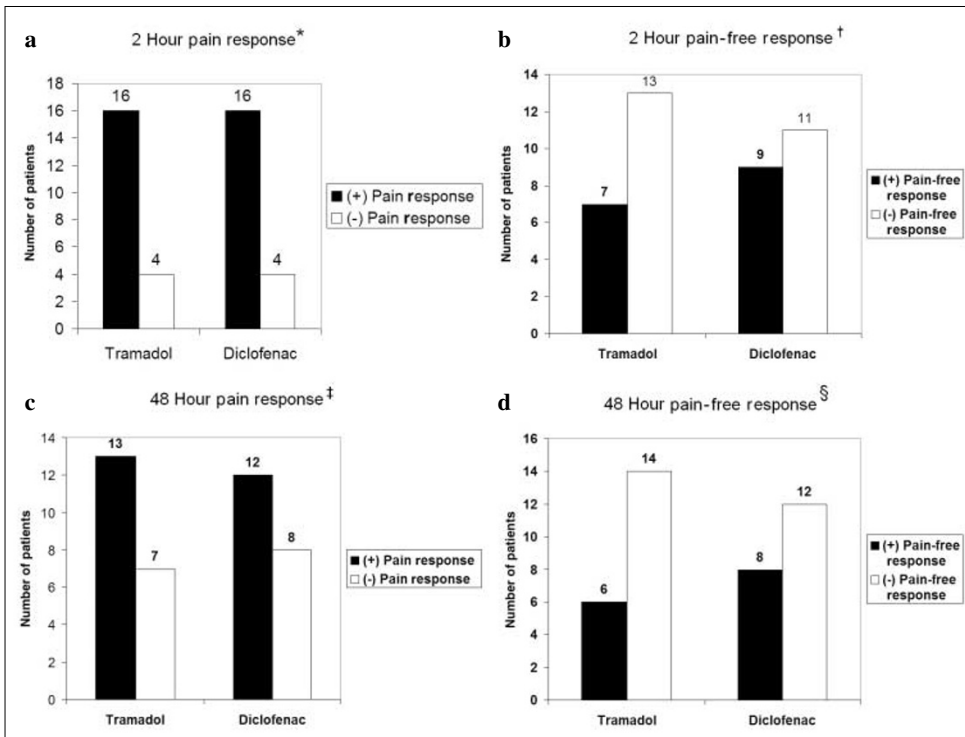 a
2 Hour pain response*
Number of patients
18
16
14
12
10
8
6
4
2
0
16
4
16
4
Tramadol
Diclofenac
(+) Pain response
(-) Pain response
b
2 Hour pain-free response†
Number of patients
14
12
10
8
6
4
2
0
7
13
9
11
Tramadol
Diclofenac
(+) Pain-free
response
(-) Pain-free
response
c
48 Hour pain response‡
Number of patients
14
12
10
8
6
4
2
0
13
7
12
8
Tramadol
Diclofenac
(+) Pain response
(-) Pain response
d
48 Hour pain-free response§
Number of patients
16
14
12
10
8
6
4
2
0
6
14
8
12
Tramadol
Diclofenac
(+) Pain-free
response
(-) Pain-free
response